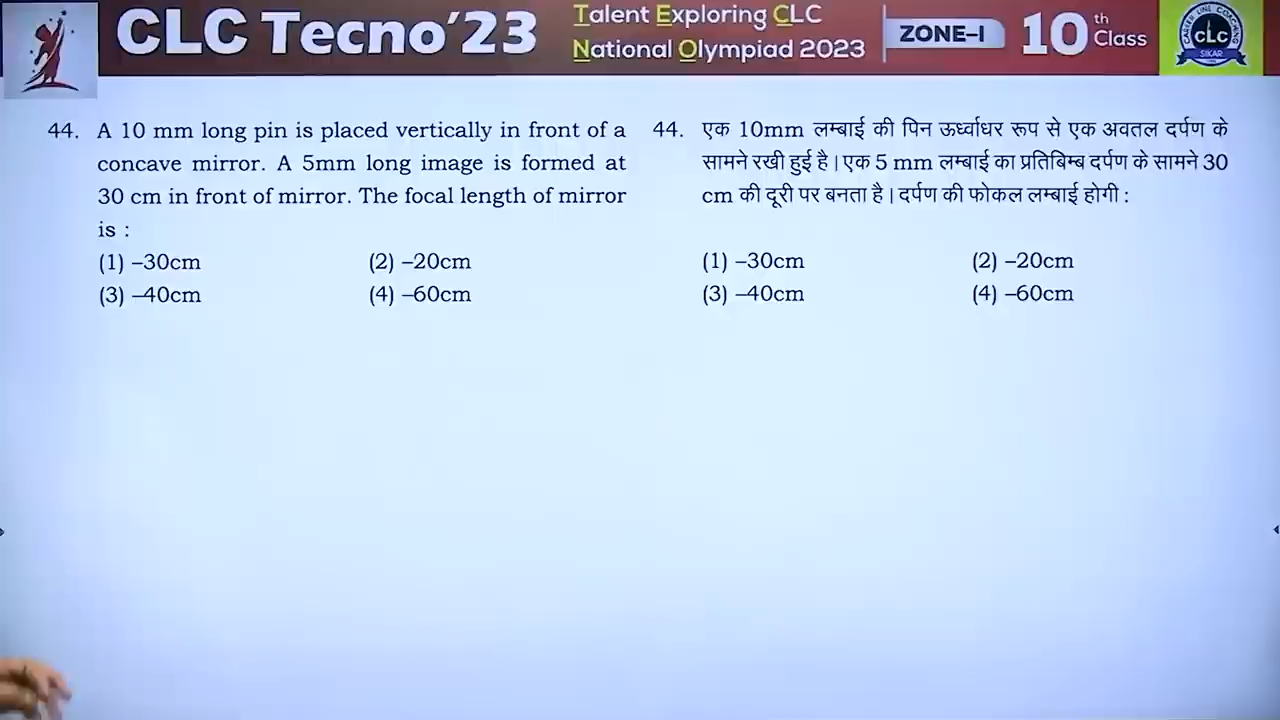 CLC Tecno'23
Talent Exploring CLC
National Olympiad 2023
ZONE–I
10th Class
CAREER LINE COACHING
CLC
SIKAR
44. A 10 mm long pin is placed vertically in front of a
concave mirror. A 5mm long image is formed at
30 cm in front of mirror. The focal length of mirror
is :
(1) –30cm (2) –20cm
(3) –40cm (4) –60cm
44. एक 10mm लम्बाई की पिन ऊर्ध्वाधर रूप से एक अवतल दर्पण के
सामने रखी हुई है। एक 5 mm लम्बाई का प्रतिबिम्ब दर्पण के सामने 30
cm की दूरी पर बनता है। दर्पण की फोकल लम्बाई होगी :
(1) –30cm (2) –20cm
(3) –40cm (4) –60cm